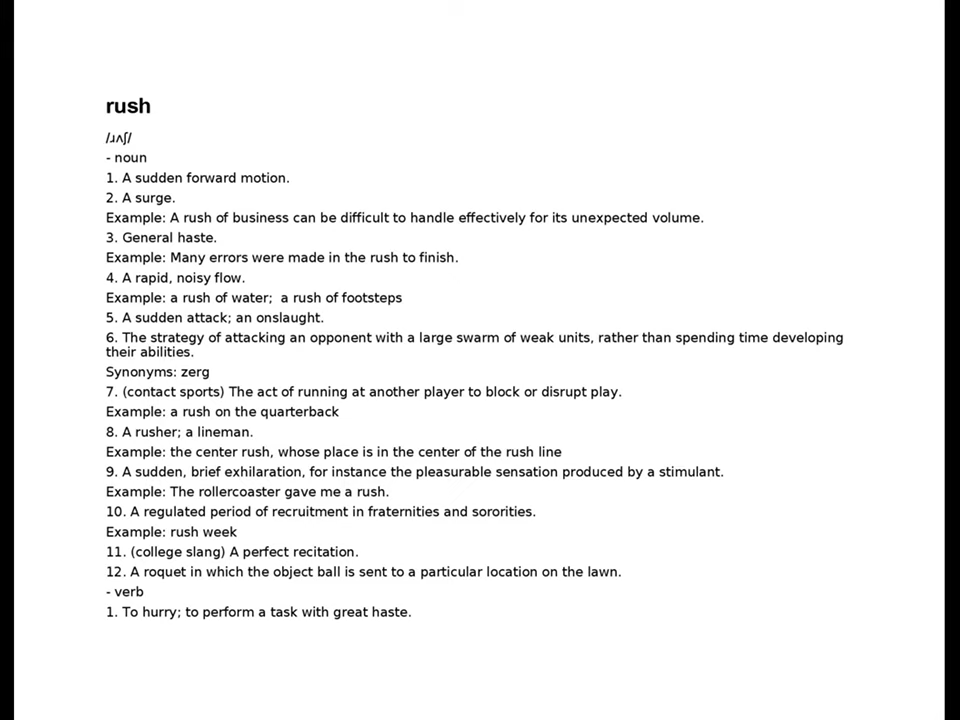 rush
/ɹʌʃ/
- noun
1. A sudden forward motion.
2. A surge.
Example: A rush of business can be difficult to handle effectively for its unexpected volume.
3. General haste.
Example: Many errors were made in the rush to finish.
4. A rapid, noisy flow.
Example: a rush of water;  a rush of footsteps
5. A sudden attack; an onslaught.
6. The strategy of attacking an opponent with a large swarm of weak units, rather than spending time developing
their abilities.
Synonyms: zerg
7. (contact sports) The act of running at another player to block or disrupt play.
Example: a rush on the quarterback
8. A rusher; a lineman.
Example: the center rush, whose place is in the center of the rush line
9. A sudden, brief exhilaration, for instance the pleasurable sensation produced by a stimulant.
Example: The rollercoaster gave me a rush.
10. A regulated period of recruitment in fraternities and sororities.
Example: rush week
11. (college slang) A perfect recitation.
12. A roquet in which the object ball is sent to a particular location on the lawn.
- verb
1. To hurry; to perform a task with great haste.